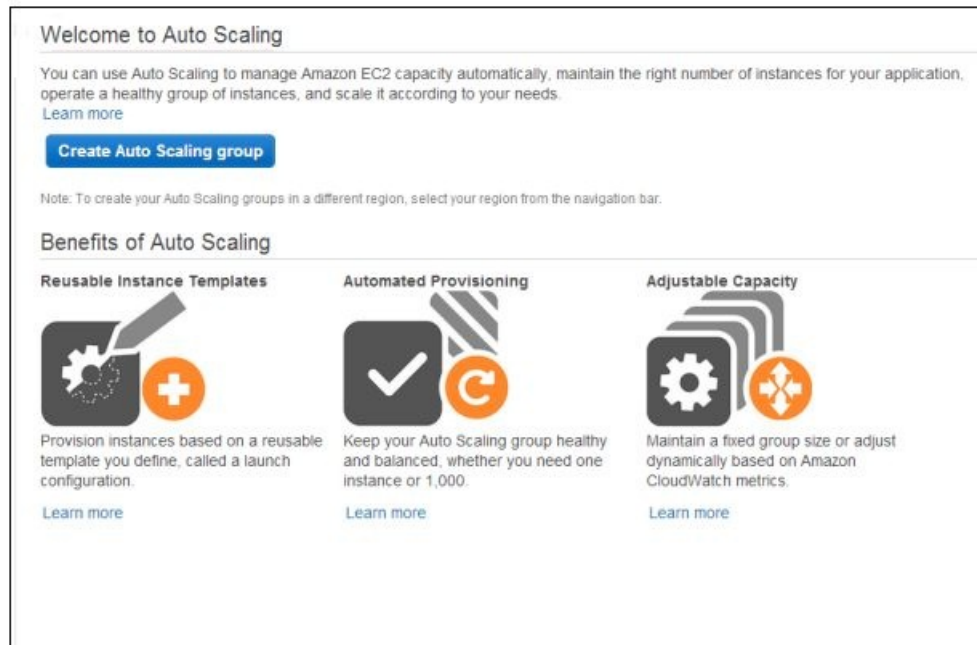 Welcome to Auto Scaling
You can use Auto Scaling to manage Amazon EC2 capacity automatically, maintain the right number of instances for your application,
operate a healthy group of instances, and scale it according to your needs.
Learn more
Create Auto Scaling group
Note: To create your Auto Scaling groups in a different region, select your region from the navigation bar.
Benefits of Auto Scaling
Reusable Instance Templates
Provision instances based on a reusable
template you define, called a launch
configuration.
Learn more
Automated Provisioning
Keep your Auto Scaling group healthy
and balanced, whether you need one
instance or 1,000.
Learn more
Adjustable Capacity
Maintain a fixed group size or adjust
dynamically based on Amazon
CloudWatch metrics.
Learn more